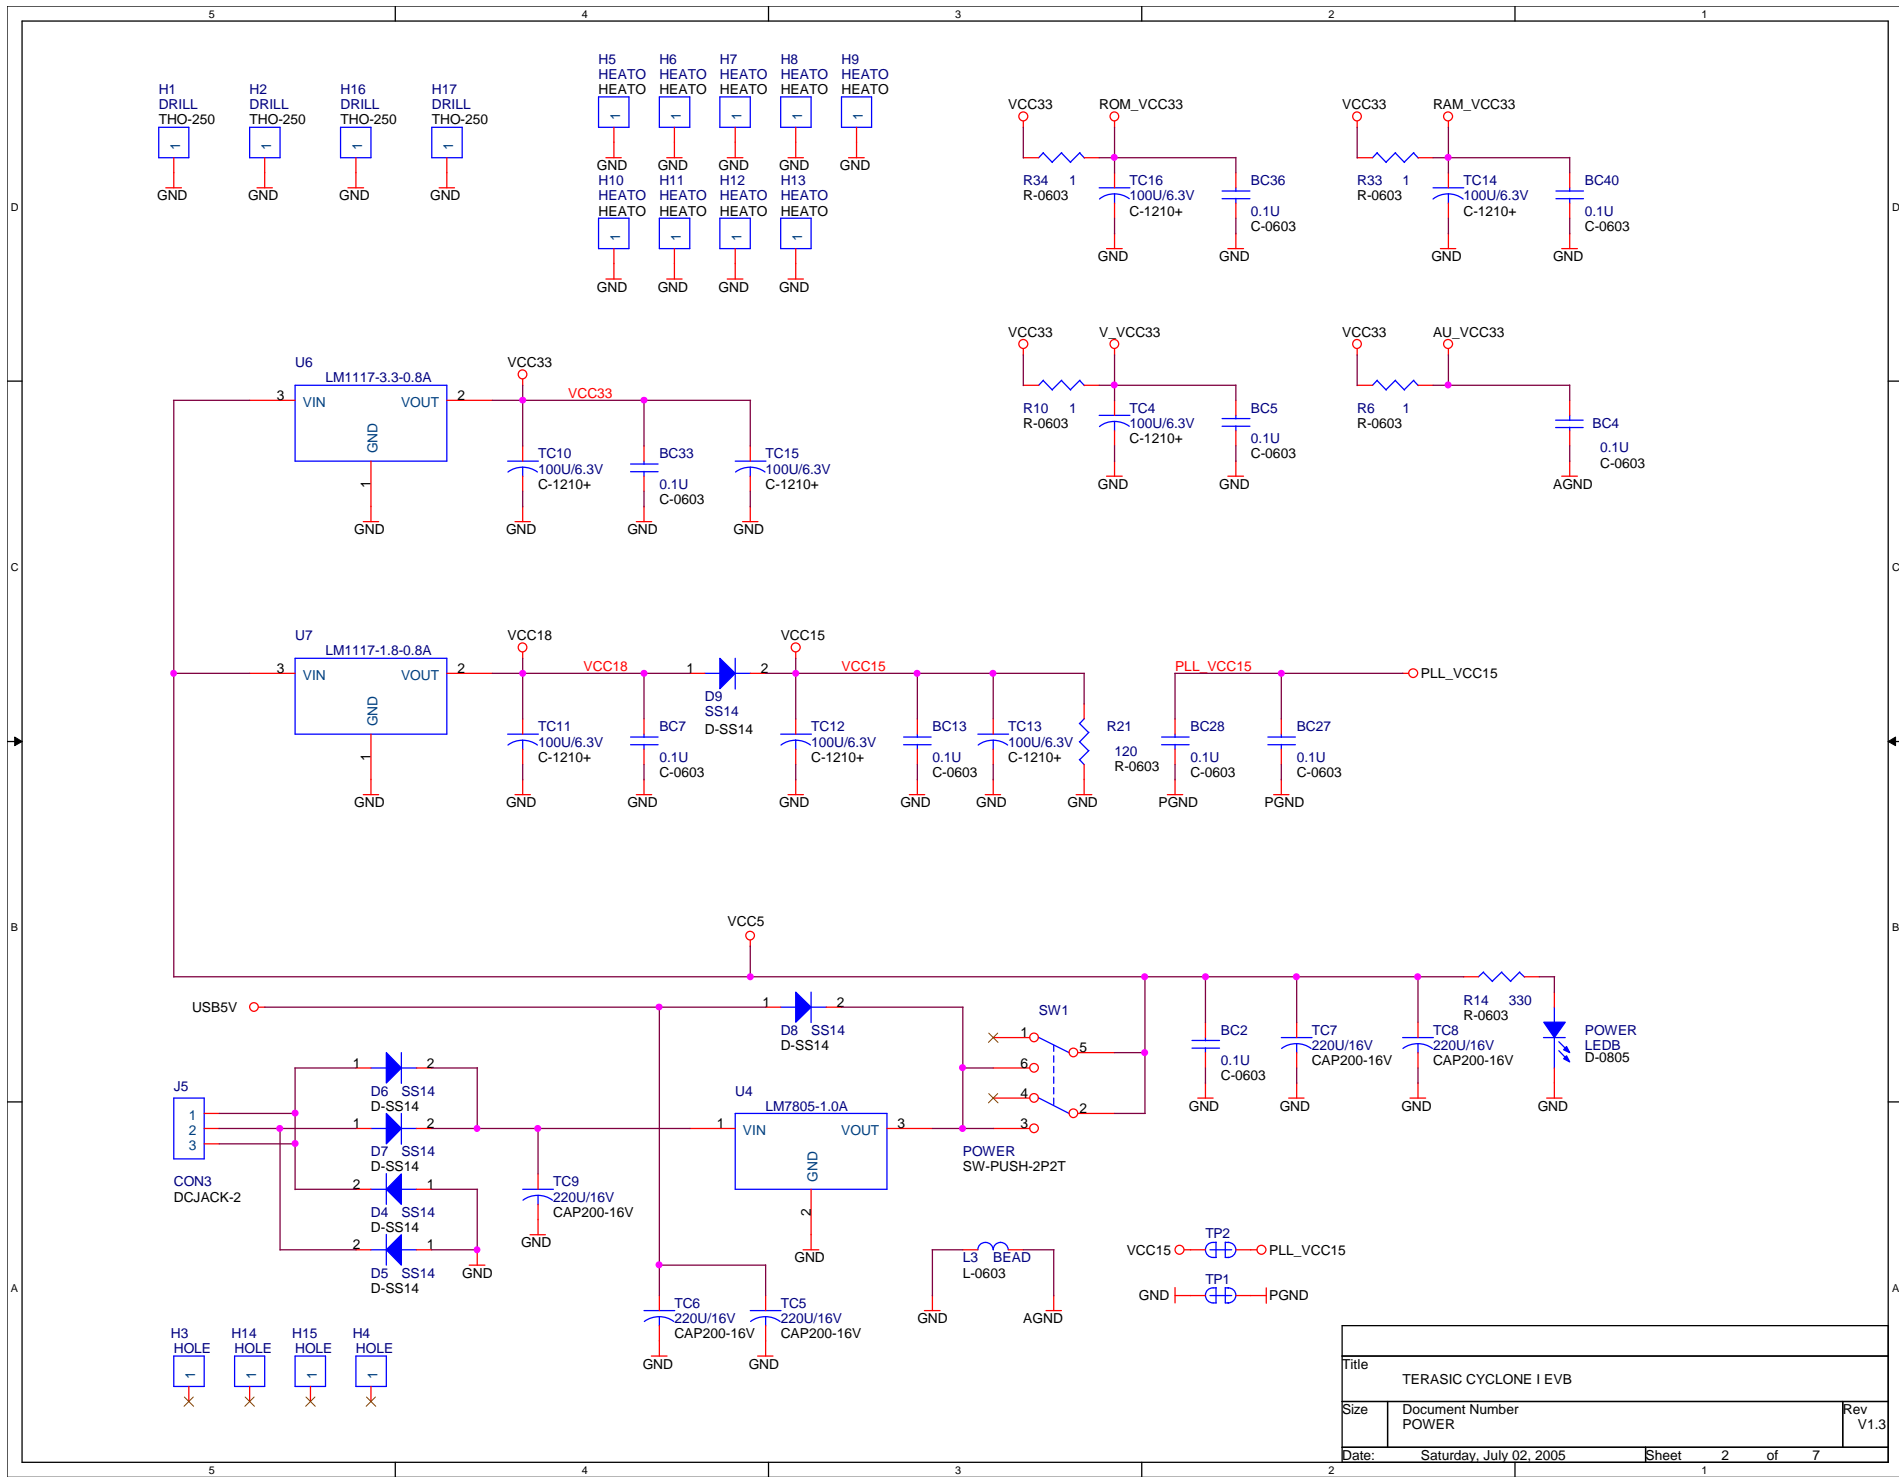 5 4 3 2 1
D
C
B
A
D
C
B
A
H1
DRILL
THO-250
1
GND
H2
DRILL
THO-250
1
GND
H16
DRILL
THO-250
1
GND
H17
DRILL
THO-250
1
GND
H5
HEATO
HEATO
1
GND
H6
HEATO
HEATO
1
GND
H7
HEATO
HEATO
1
GND
H8
HEATO
HEATO
1
GND
H9
HEATO
HEATO
1
GND
H10
HEATO
HEATO
1
GND
H11
HEATO
HEATO
1
GND
H12
HEATO
HEATO
1
GND
H13
HEATO
HEATO
1
GND
VCC33
ROM_VCC33
R34 1
R-0603
TC16
100U/6.3V
C-1210+
GND
BC36
0.1U
C-0603
GND
VCC33
RAM_VCC33
R33 1
R-0603
TC14
100U/6.3V
C-1210+
GND
BC40
0.1U
C-0603
GND
VCC33
V_VCC33
R10 1
R-0603
TC4
100U/6.3V
C-1210+
GND
BC5
0.1U
C-0603
GND
VCC33
AU_VCC33
R6 1
R-0603
BC4
0.1U
C-0603
AGND
U6
LM1117-3.3-0.8A
3 VIN VOUT 2
GND
1
GND
VCC33
VCC33
TC10
100U/6.3V
C-1210+
GND
BC33
0.1U
C-0603
GND
TC15
100U/6.3V
C-1210+
GND
U7
LM1117-1.8-0.8A
3 VIN VOUT 2
GND
1
GND
VCC18
VCC18
TC11
100U/6.3V
C-1210+
GND
BC7
0.1U
C-0603
GND
1 2
D9
SS14
D-SS14
VCC15
VCC15
TC12
100U/6.3V
C-1210+
GND
BC13
0.1U
C-0603
GND
TC13
100U/6.3V
C-1210+
GND
R21
120
R-0603
GND
PLL_VCC15
PLL_VCC15
BC28
0.1U
C-0603
PGND
BC27
0.1U
C-0603
PGND
VCC5
USB5V
1 2
D8 SS14
D-SS14
SW1
1
5
6
4
2
3
POWER
SW-PUSH-2P2T
BC2
0.1U
C-0603
GND
TC7
220U/16V
CAP200-16V
GND
TC8
220U/16V
CAP200-16V
GND
R14 330
R-0603
POWER
LEDB
D-0805
GND
J5
1
2
3
CON3
DCJACK-2
1 2
D6 SS14
D-SS14
1 2
D7 SS14
D-SS14
2 1
D4 SS14
D-SS14
2 1
D5 SS14
D-SS14
GND
TC9
220U/16V
CAP200-16V
GND
U4
LM7805-1.0A
1 VIN VOUT 3
GND
2
GND
TC6
220U/16V
CAP200-16V
GND
TC5
220U/16V
CAP200-16V
GND
L3 BEAD
L-0603
GND
AGND
VCC15 TP2 PLL_VCC15
GND TP1 PGND
H3
HOLE
1
H14
HOLE
1
H15
HOLE
1
H4
HOLE
1
Title
TERASIC CYCLONE I EVB
Size
Document Number
POWER
Rev
V1.3
Date: Saturday, July 02, 2005 Sheet 2 of 7
5 4 3 2 1